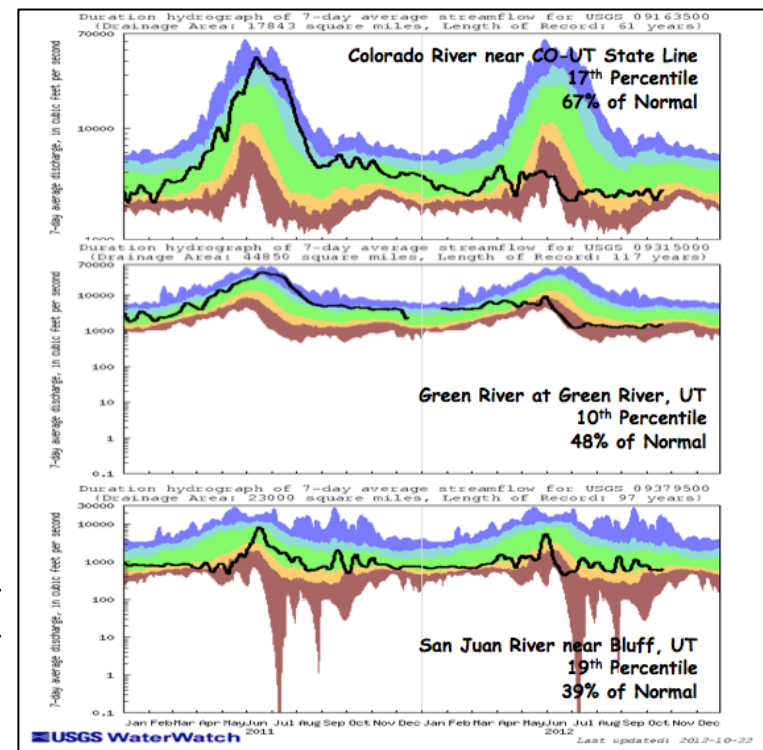 Duration hydrograph of 7-day average streamflow for USGS 09163500
(Drainage Area: 17843 square miles, Length of Record: 61 years)
70000
Colorado River near CO-UT State Line
17th Percentile
67% of Normal
10000
1000
7-day average discharge, in cubic feet per second
Duration hydrograph of 7-day average streamflow for USGS 09315000
(Drainage Area: 44850 square miles, Length of Record: 117 years)
70000
10000
1000
100
10
1
0.1
7-day average discharge, in cubic feet per second
Green River at Green River, UT
10th Percentile
48% of Normal
Duration hydrograph of 7-day average streamflow for USGS 09379500
(Drainage Area: 23000 square miles, Length of Record: 97 years)
30000
10000
1000
100
10
1
0.1
7-day average discharge, in cubic feet per second
San Juan River near Bluff, UT
19th Percentile
39% of Normal
Jan Feb Mar Apr May Jun Jul Aug Sep Oct Nov Dec Jan Feb Mar Apr May Jun Jul Aug Sep Oct Nov Dec
2011 2012
USGS WaterWatch
Last updated: 2012-10-22